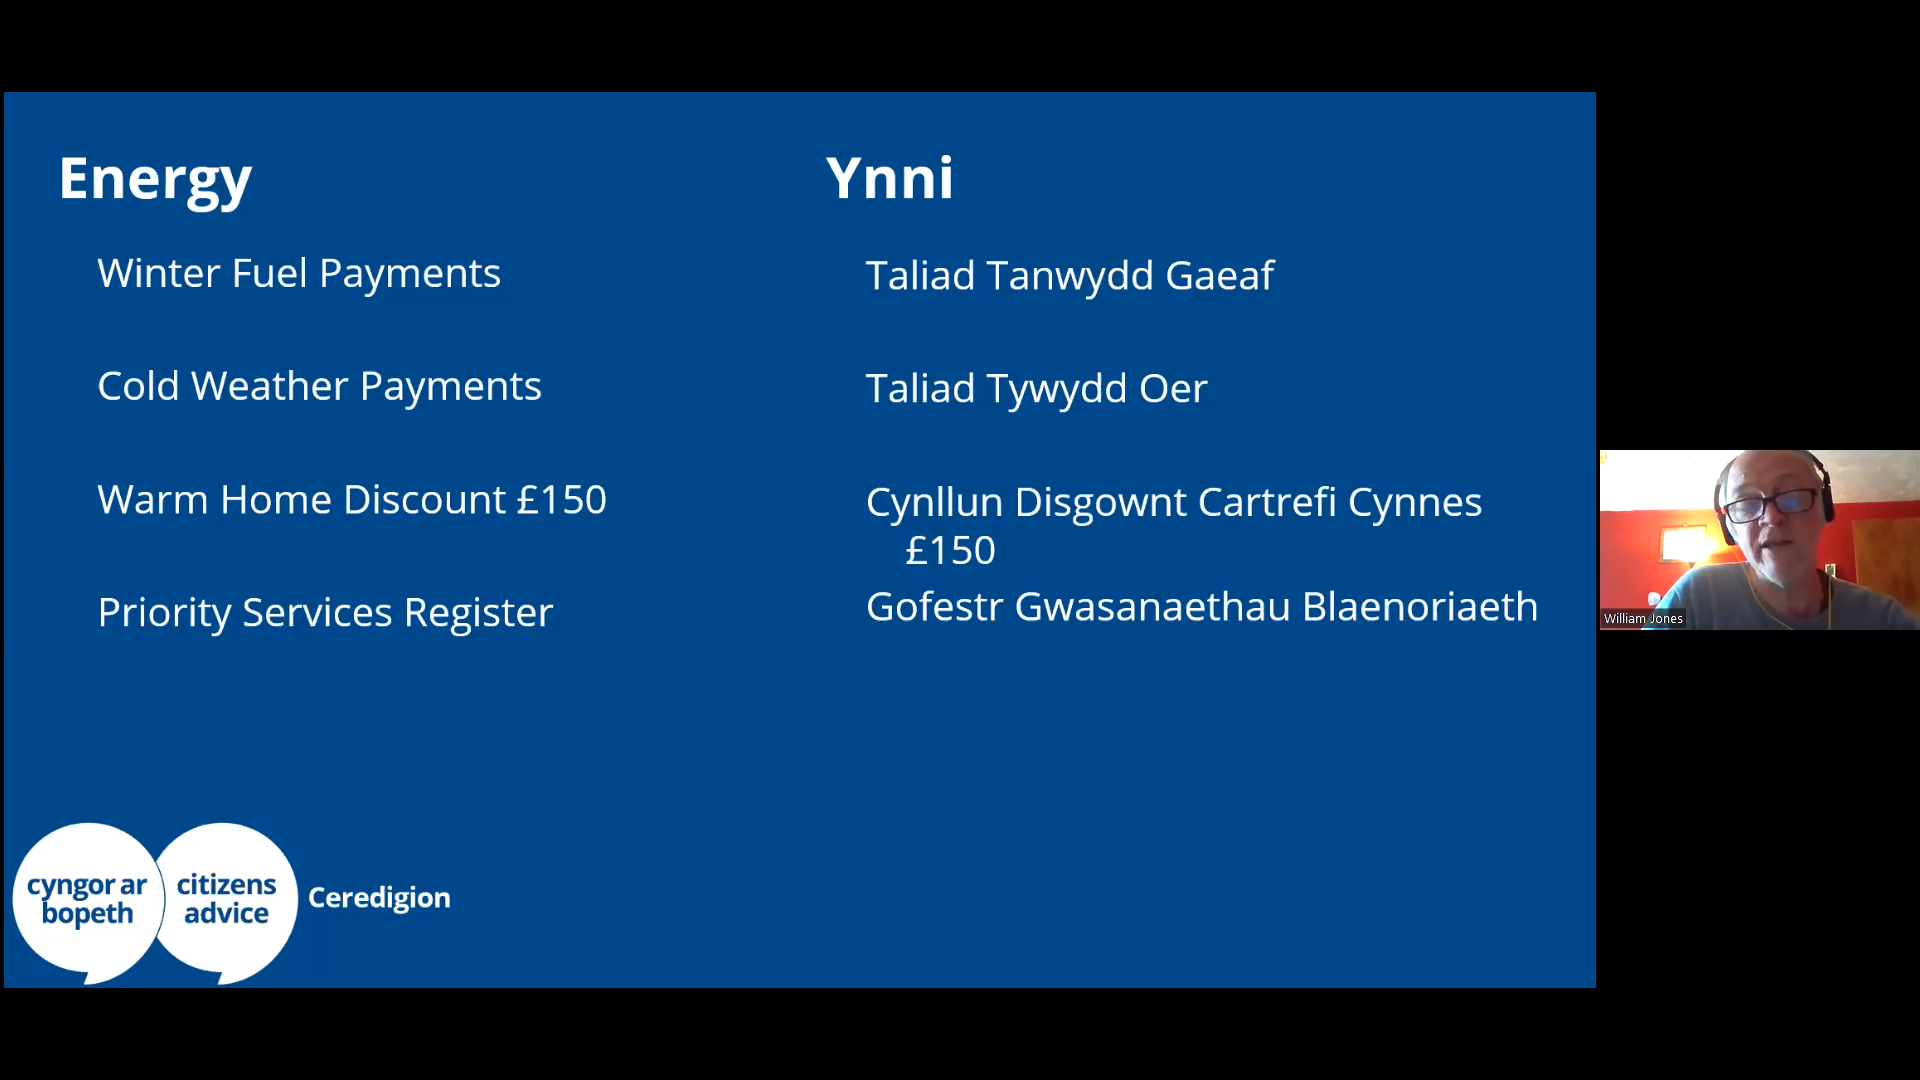 Energy
Winter Fuel Payments
Cold Weather Payments
Warm Home Discount £150
Priority Services Register
Ynni
Taliad Tanwydd Gaeaf
Taliad Tywydd Oer
Cynllun Disgownt Cartrefi Cynnes
£150
Gofestr Gwasanaethau Blaenoriaeth
cyngor ar
bopeth
citizens
advice
Ceredigion
William Jones